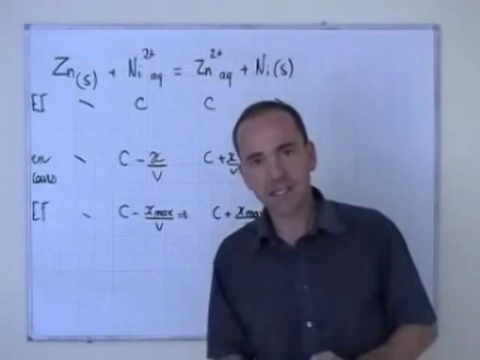 Zn(s) + Ni²⁺aq = Zn²⁺aq + Ni(s)
EI \ C C \
en cours \ C - x/V C + x/V
EF \ C - xmax/V = C + xmax